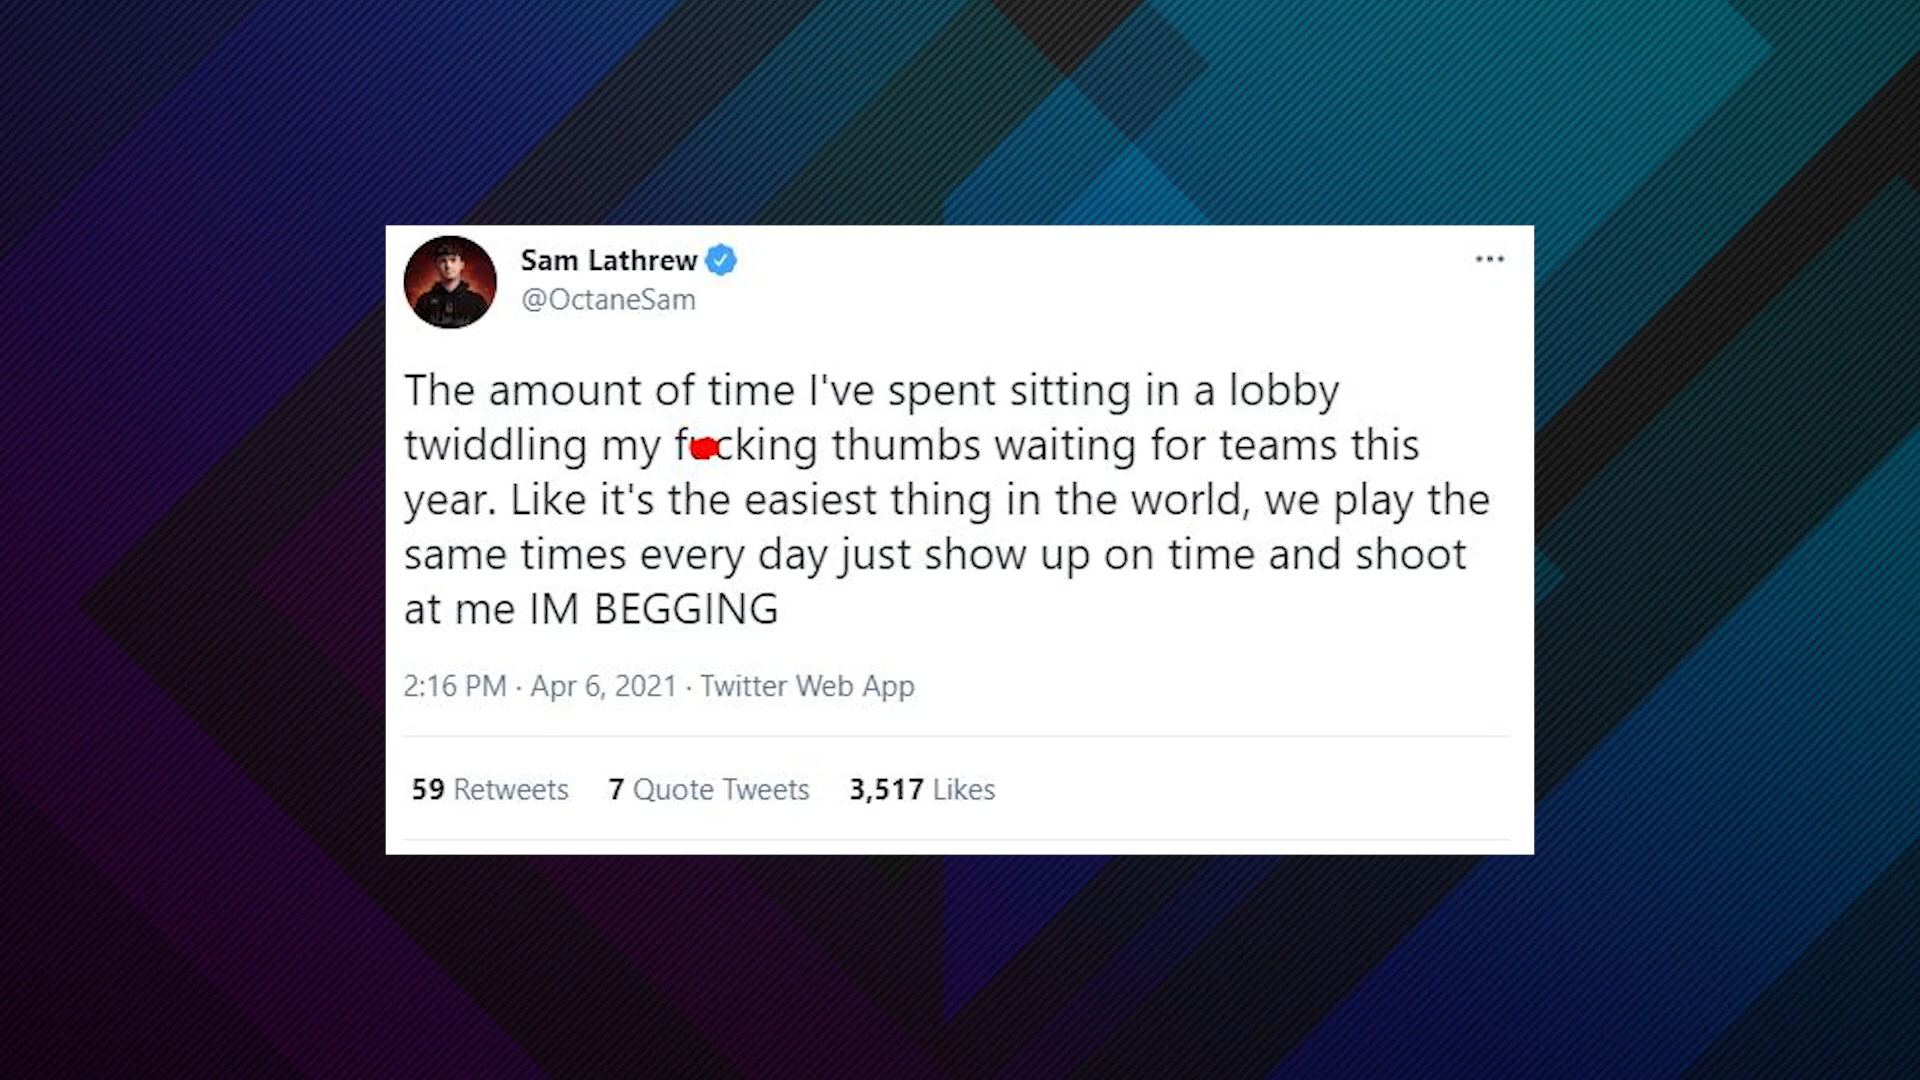 Sam Lathrew
@OctaneSam
The amount of time I've spent sitting in a lobby
twiddling my f cking thumbs waiting for teams this
year. Like it's the easiest thing in the world, we play the
same times every day just show up on time and shoot
at me IM BEGGING
2:16 PM · Apr 6, 2021 · Twitter Web App
59 Retweets 7 Quote Tweets 3,517 Likes